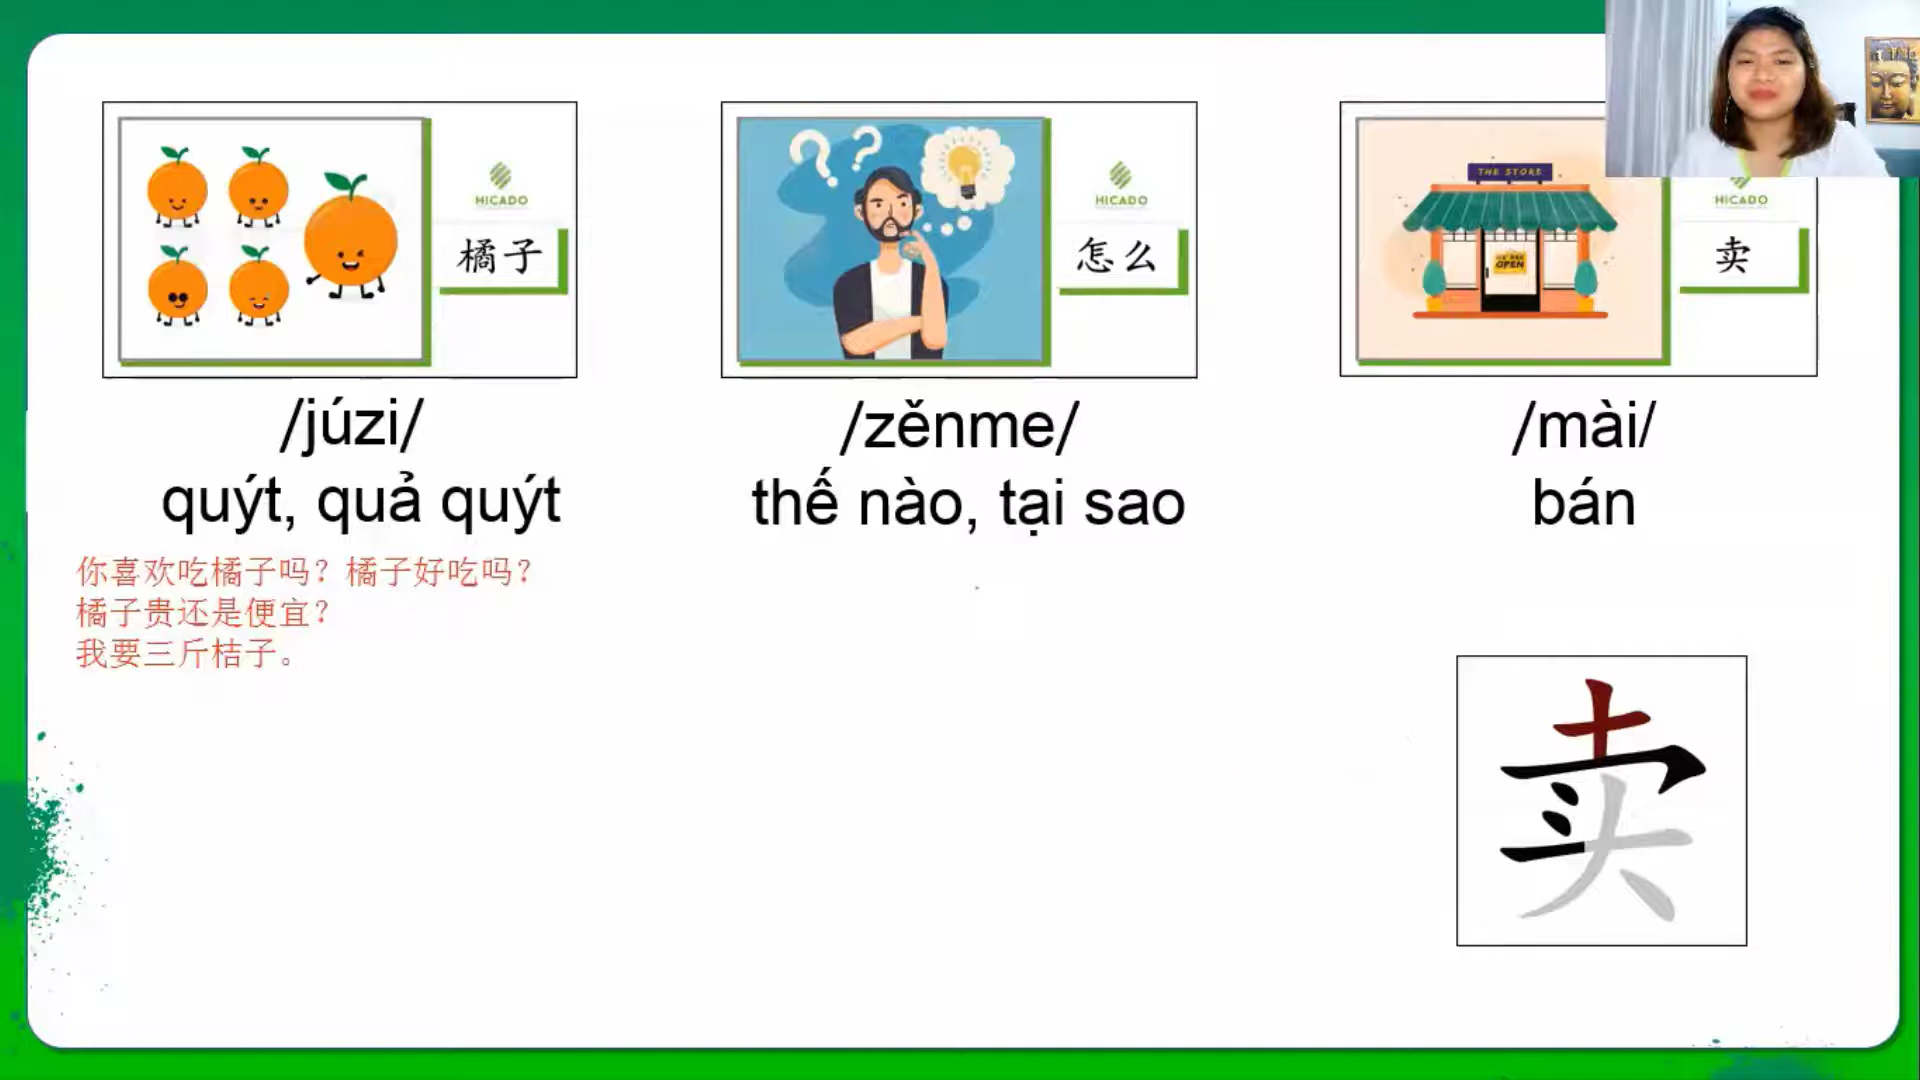 HICADO
橘子
/júzi/
quýt, quả quýt
你喜欢吃橘子吗？橘子好吃吗？
橘子贵还是便宜？
我要三斤桔子。
HICADO
怎么
/zěnme/
thế nào, tại sao
THE STORE
OPEN
HICADO
卖
/mài/
bán
卖